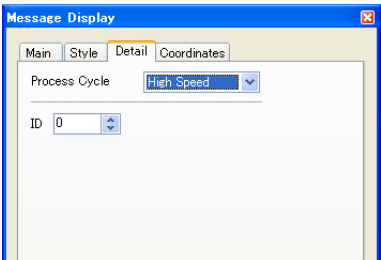 Message Display
Main Style Detail Coordinates
Process Cycle High Speed
ID 0